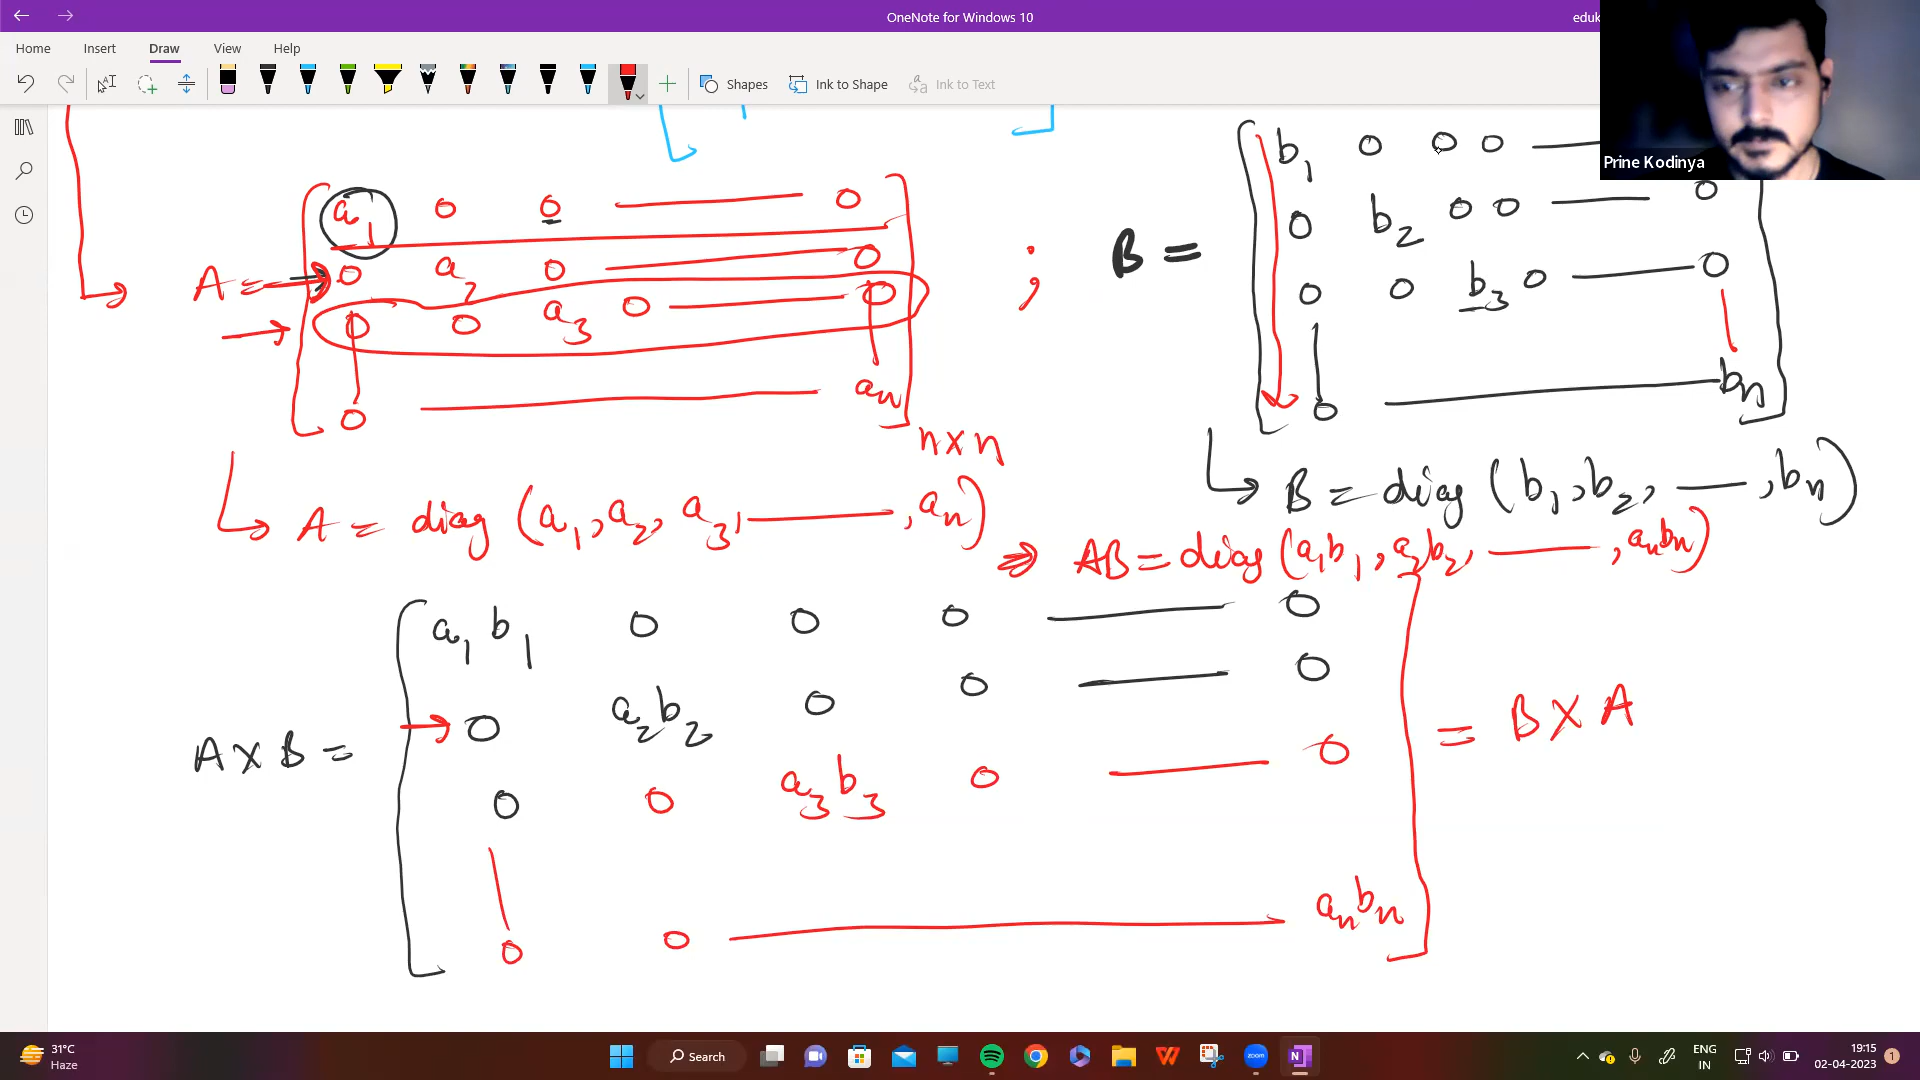 OneNote for Windows 10
eduk
Home Insert Draw View Help
Shapes Ink to Shape Ink to Text
Prine Kodinya
A = [ a1 0 0 —— 0
0 a2 0 —— 0
0 0 a3 0 —— 0
0 —— an ] n×n
;
B = [ b1 0 0 0 ——
0 b2 0 0 —— 0
0 0 b3 0 —— 0
0 —— bn ]
↳ A = diag (a1, a2, a3, ——, an)
↳ B = diag (b1, b2, ——, bn)
⇒ AB = diag (a1b1, a2b2, ——, anbn)
A × B = [ a1 b1 0 0 0 —— 0
0 a2b2 0 0 —— 0
0 0 a3b3 0 —— 0
0 0 —— anbn ]
= B × A
31°C
Haze
Search
ENG
IN
19:15
02-04-2023
1